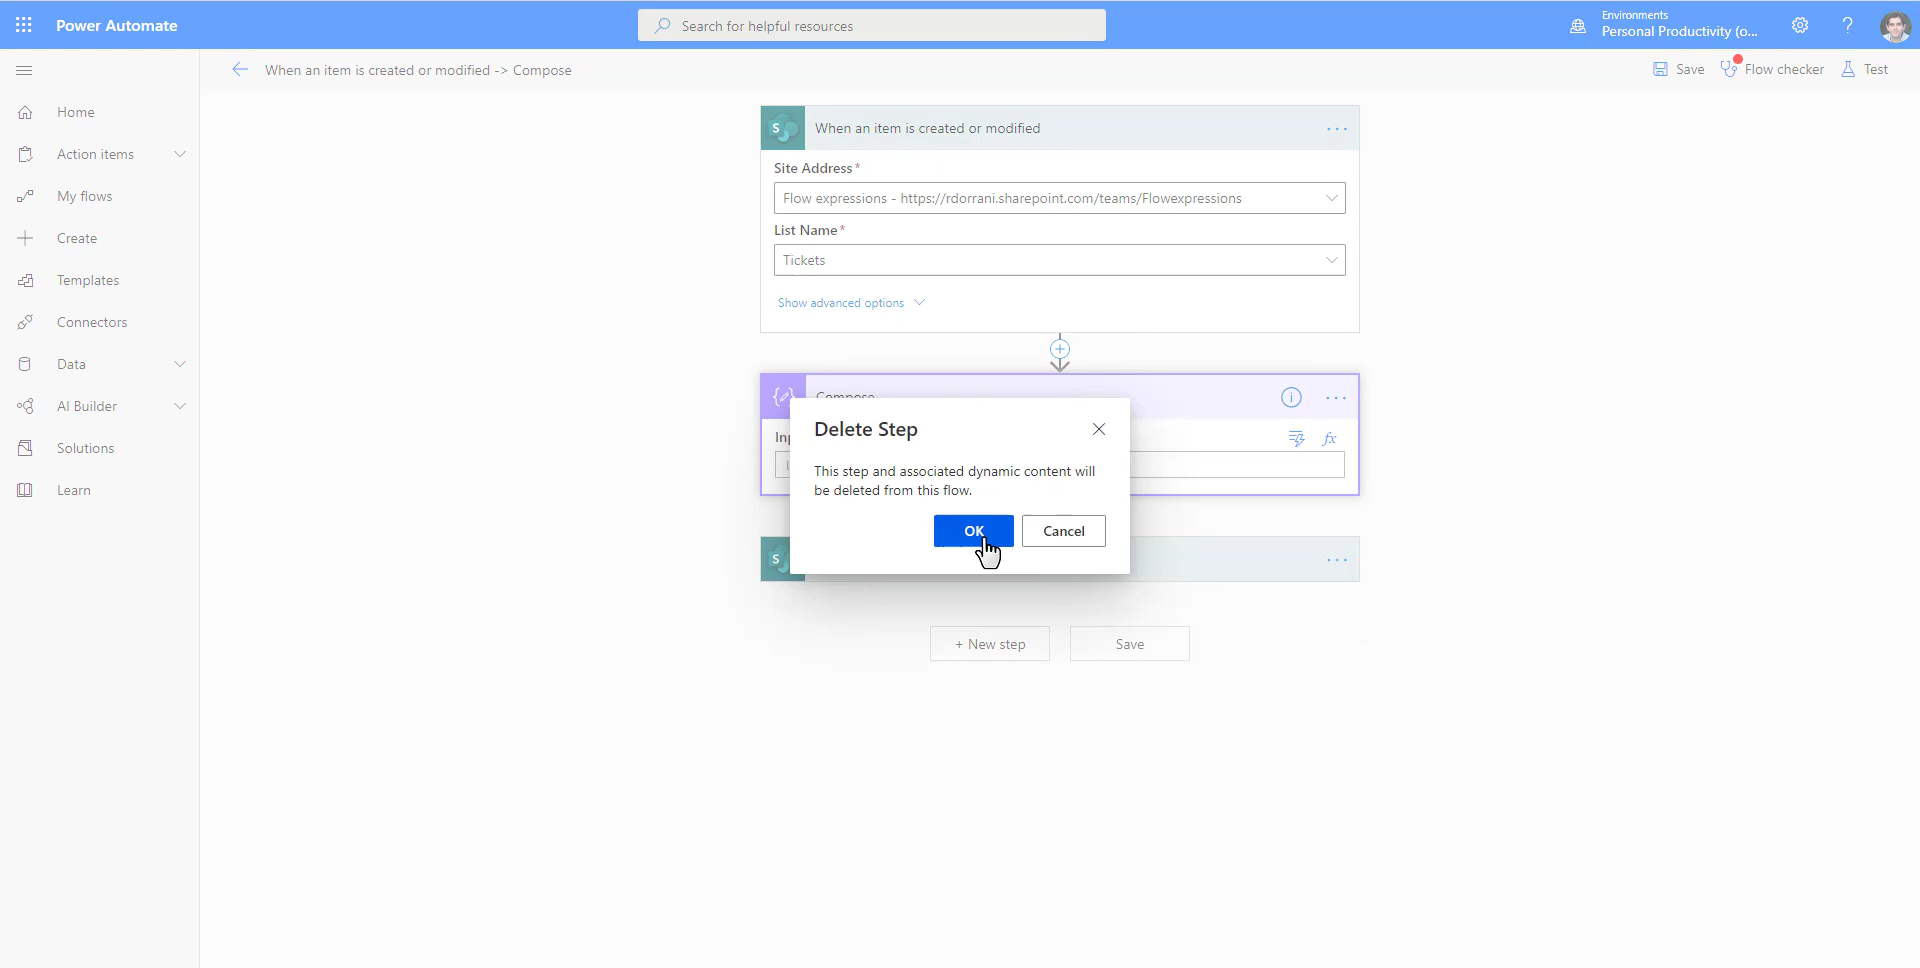 Power Automate
Search for helpful resources
Environments
Personal Productivity (o...
?
When an item is created or modified -> Compose
Save
Flow checker
Test
Home
Action items
My flows
Create
Templates
Connectors
Data
AI Builder
Solutions
Learn
S
When an item is created or modified
Site Address *
Flow expressions - https://rdorrani.sharepoint.com/teams/Flowexpressions
List Name *
Tickets
Show advanced options
Compose
fx
Delete Step
This step and associated dynamic content will
be deleted from this flow.
OK
Cancel
S
+ New step
Save